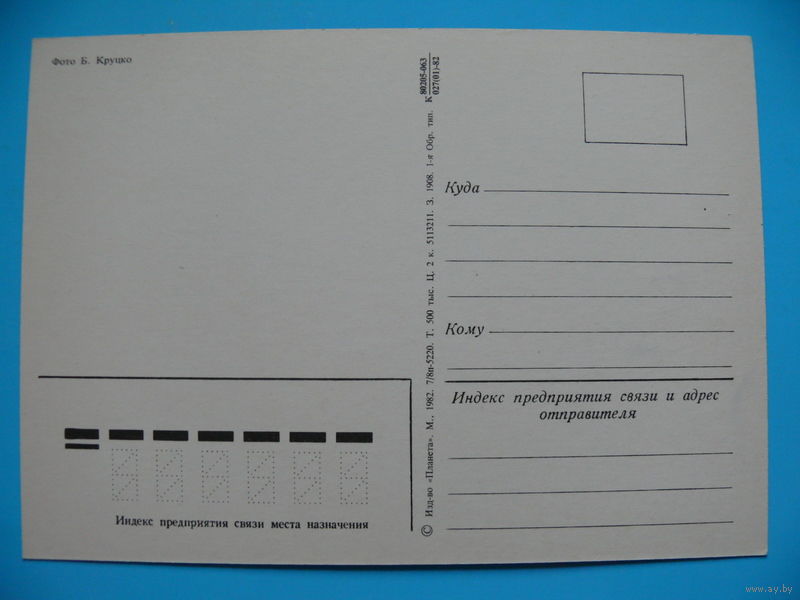 Фото Б. Круцко
Индекс предприятия связи места назначения
© Изд-во «Планета». М., 1982. 7/8п-5220. Т. 500 тыс. Ц. 2 к. 5113211. З. 1908. 1-я Обр. тип. К 80205-063
027(01)-82
Куда
Кому
Индекс предприятия связи и адрес
отправителя
www.ay.by